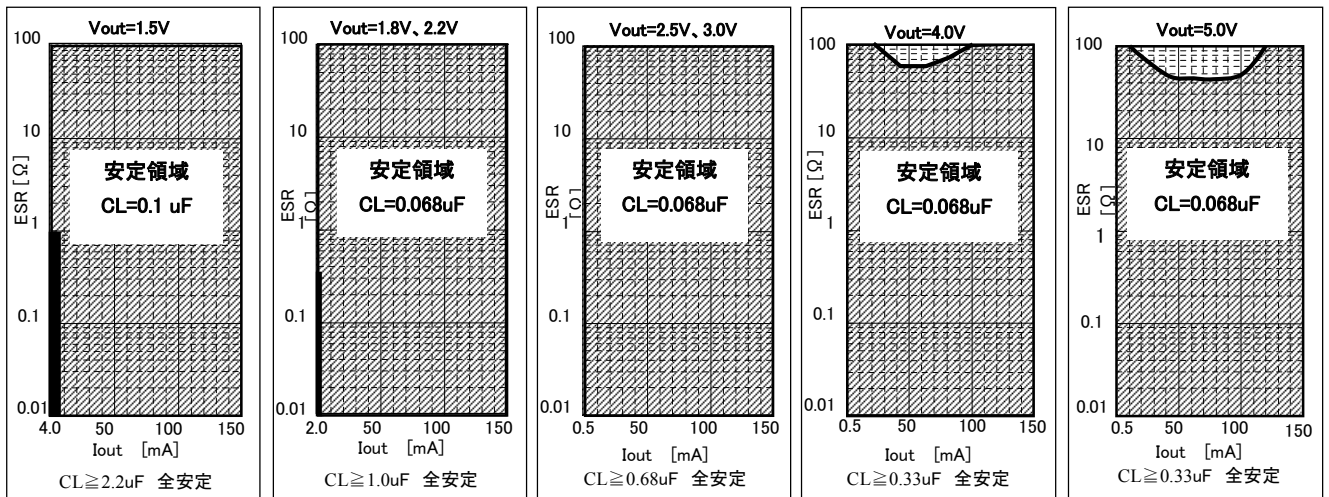 Vout=1.5V
100
10
1
0.1
0.01
ESR [Ω]
安定領域
CL=0.1 uF
4.0 50 100 150
Iout [mA]
CL≧2.2uF 全安定
Vout=1.8V、2.2V
100
10
1
0.1
0.01
ESR [Ω]
安定領域
CL=0.068uF
2.0 50 100 150
Iout [mA]
CL≧1.0uF 全安定
Vout=2.5V、3.0V
100
10
1
0.1
0.01
ESR [Ω]
安定領域
CL=0.068uF
0.5 50 100 150
Iout [mA]
CL≧0.68uF 全安定
Vout=4.0V
100
10
1
0.1
0.01
ESR [Ω]
安定領域
CL=0.068uF
0.5 50 100 150
Iout [mA]
CL≧0.33uF 全安定
Vout=5.0V
100
10
1
0.1
0.01
ESR [Ω]
安定領域
CL=0.068uF
0.5 50 100 150
Iout [mA]
CL≧0.33uF 全安定